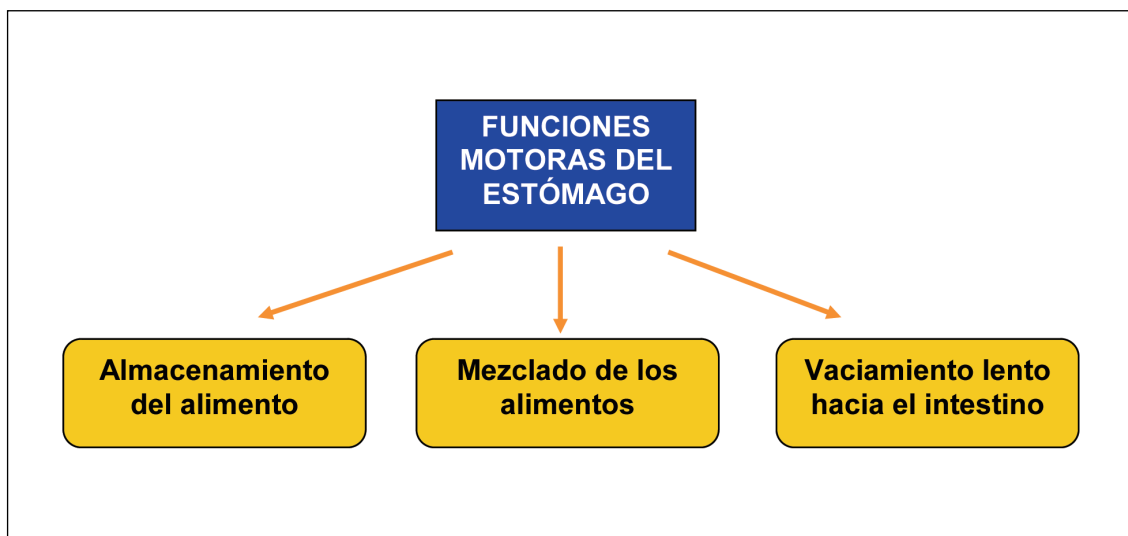 FUNCIONES
MOTORAS DEL
ESTÓMAGO
Almacenamiento
del alimento
Mezclado de los
alimentos
Vaciamiento lento
hacia el intestino